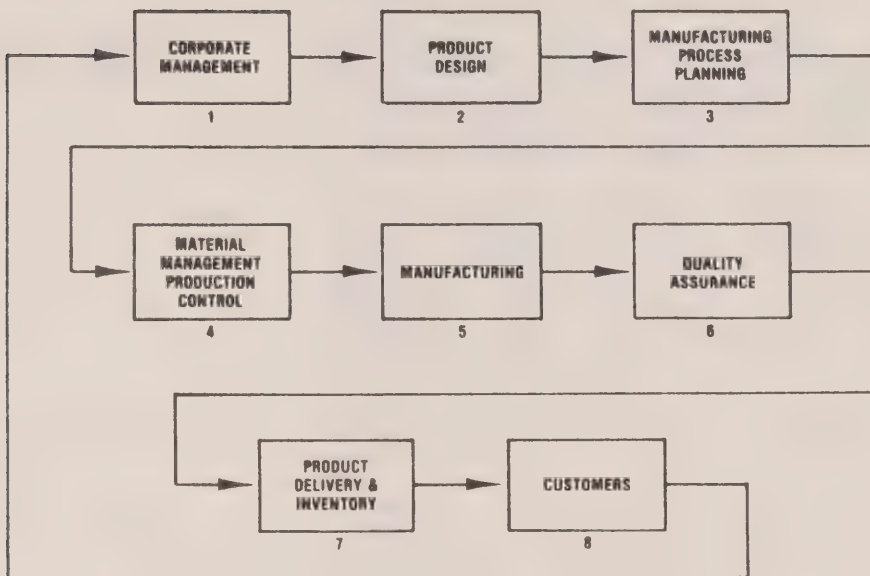 CORPORATE
MANAGEMENT
1
PRODUCT
DESIGN
2
MANUFACTURING
PROCESS
PLANNING
3
MATERIAL
MANAGEMENT
PRODUCTION
CONTROL
4
MANUFACTURING
5
QUALITY
ASSURANCE
6
PRODUCT
DELIVERY &
INVENTORY
7
CUSTOMERS
8